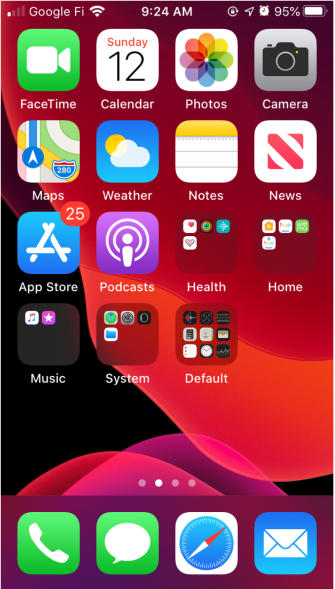 Google Fi 9:24 AM 95%
Sunday
12
FaceTime Calendar Photos Camera
280
Maps Weather Notes News
25
App Store Podcasts Health Home
Music System Default